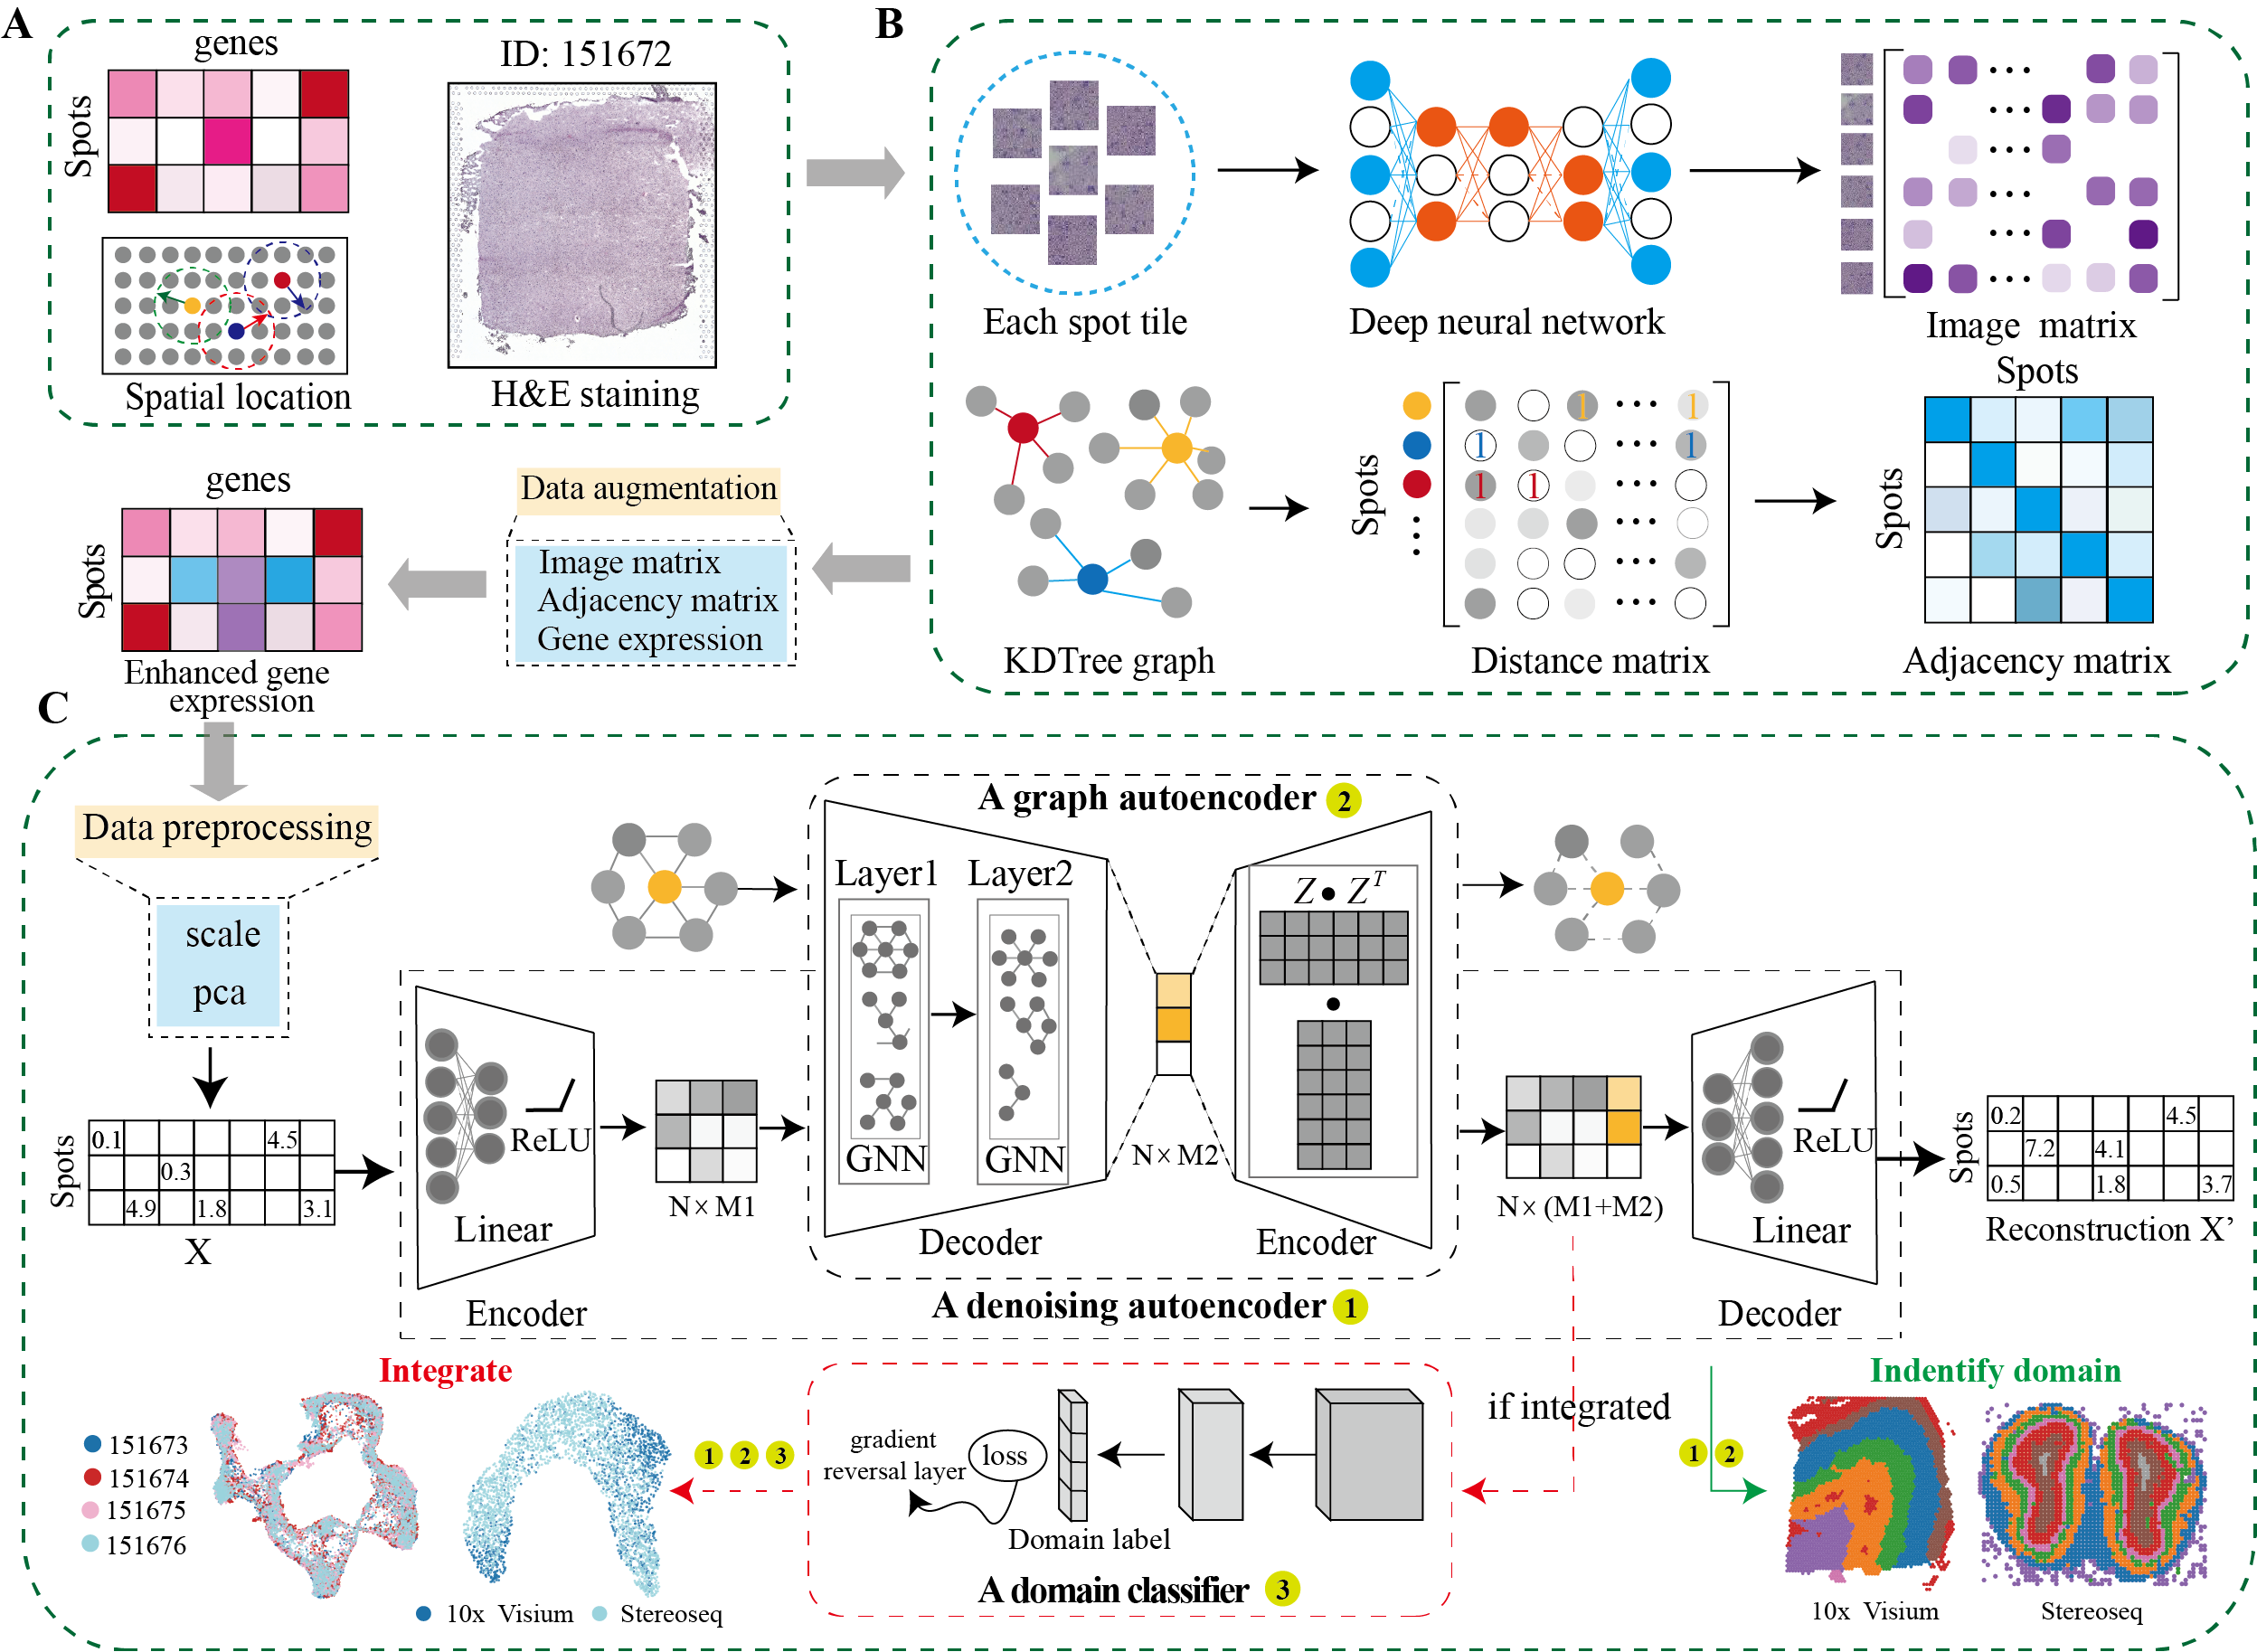 A
genes
Spots
Spatial location
ID: 151672
H&E staining
B
Each spot tile
Deep neural network
Image matrix
KDTree graph
Spots
1
1
1
1
1
1
Distance matrix
Spots
Spots
Adjacency matrix
Data augmentation
Image matrix
Adjacency matrix
Gene expression
genes
Spots
Enhanced gene
expression
C
Data preprocessing
scale
pca
Spots
0.1 4.5
0.3
4.9 1.8 3.1
X
Linear
ReLU
Encoder
N× M1
A graph autoencoder 2
Layer1
Layer2
GNN
GNN
Decoder
N× M2
Z • Z^T
Encoder
A denoising autoencoder 1
N× (M1+M2)
ReLU
Linear
Decoder
Spots
0.2 4.5
7.2 4.1
0.5 1.8 3.7
Reconstruction X’
Integrate
151673
151674
151675
151676
10x Visium
Stereoseq
1 2 3
gradient
reversal layer
loss
Domain label
A domain classifier 3
if integrated
1 2
Indentify domain
10x Visium
Stereoseq